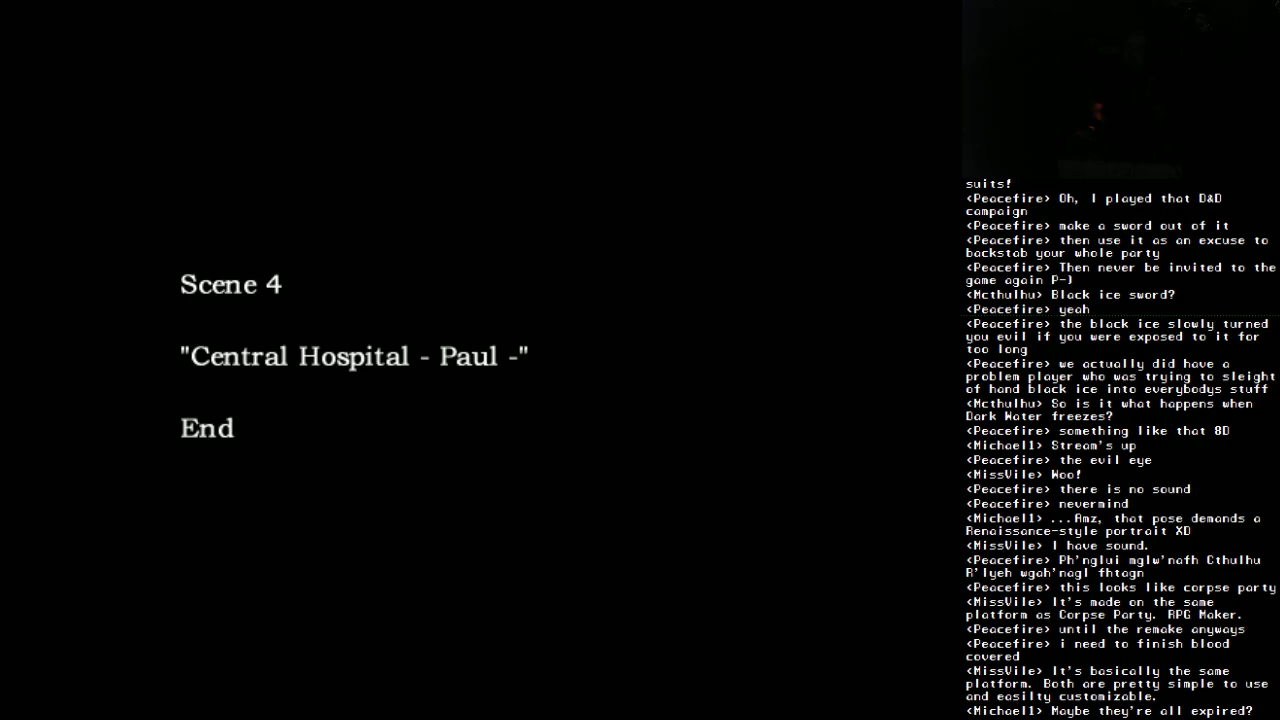 Scene 4
"Central Hospital - Paul -"
End
suits!
<Peacefire> Oh, I played that D&D
campaign
<Peacefire> make a sword out of it
<Peacefire> then use it as an excuse to
backstab your whole party
<Peacefire> Then never be invited to the
game again P-)
<Mcthulhu> Black ice sword?
<Peacefire> yeah
<Peacefire> the black ice slowly turned
you evil if you were exposed to it for
too long
<Peacefire> we actually did have a
problem player who was trying to sleight
of hand black ice into everybodys stuff
<Mcthulhu> So is it what happens when
Dark Water freezes?
<Peacefire> something like that 8D
<Michael1> Stream's up
<Peacefire> the evil eye
<MissVile> Woo!
<Peacefire> there is no sound
<Peacefire> nevermind
<Michael1> ...Amz, that pose demands a
Renaissance-style portrait XD
<MissVile> I have sound.
<Peacefire> Ph'nglui mglw'nafh Cthulhu
R'lyeh wgah'nagl fhtagn
<Peacefire> this looks like corpse party
<MissVile> It's made on the same
platform as Corpse Party. RPG Maker.
<Peacefire> until the remake anyways
<Peacefire> i need to finish blood
covered
<MissVile> It's basically the same
platform. Both are pretty simple to use
and easilty customizable.
<Michael1> Maybe they're all expired?